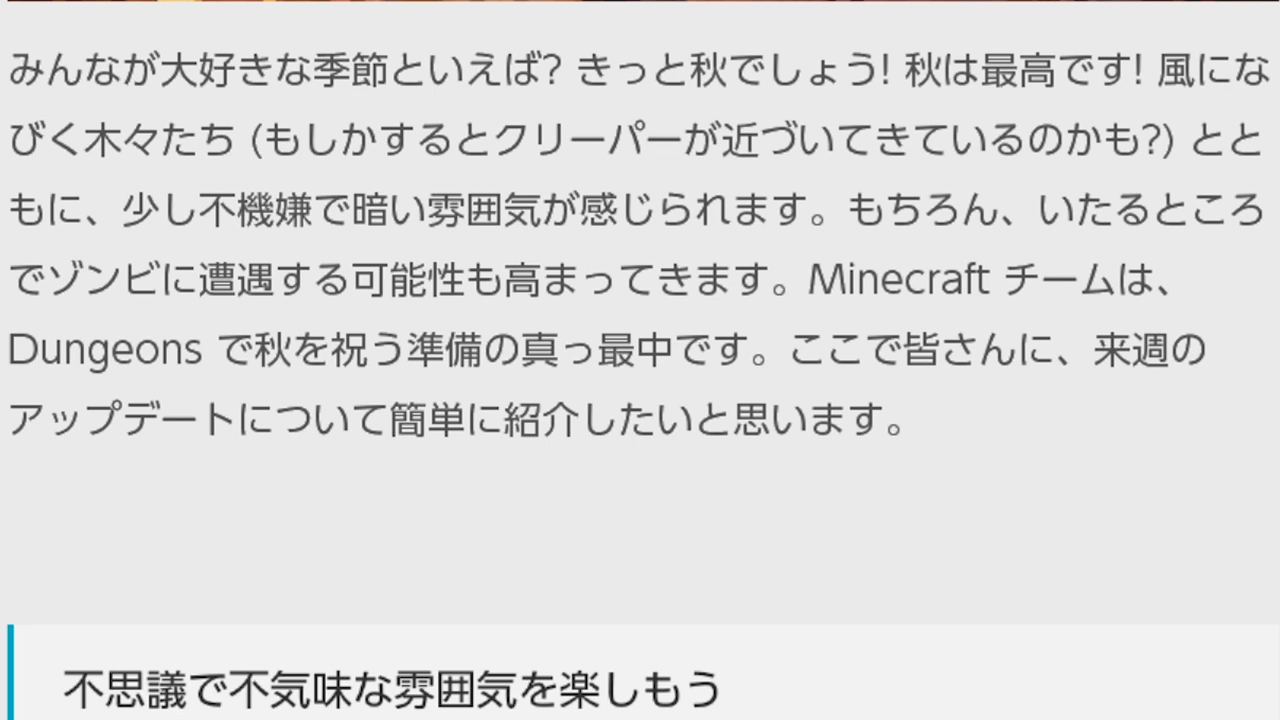 みんなが大好きな季節といえば? きっと秋でしょう! 秋は最高です! 風にな
びく木々たち (もしかするとクリーパーが近づいてきているのかも?) とと
もに、少し不機嫌で暗い雰囲気が感じられます。もちろん、いたるところ
でゾンビに遭遇する可能性も高まってきます。Minecraft チームは、
Dungeons で秋を祝う準備の真っ最中です。ここで皆さんに、来週の
アップデートについて簡単に紹介したいと思います。
不思議で不気味な雰囲気を楽しもう